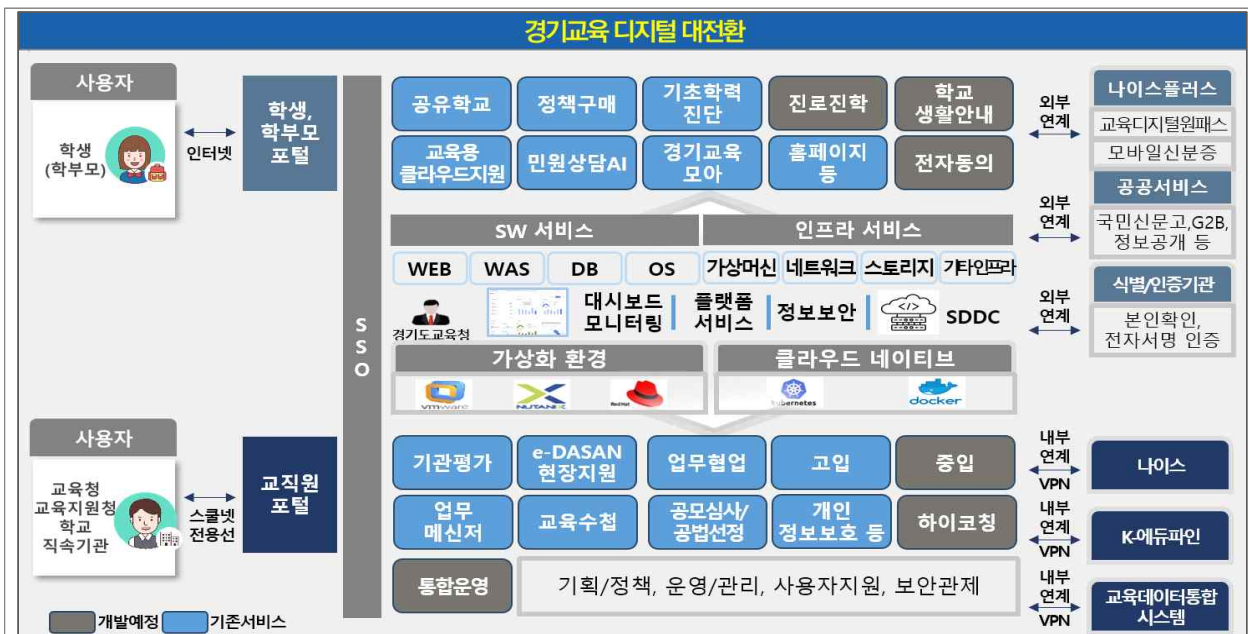 경기교육 디지털 대전환
사용자
학생
(학부모)
인터넷
학생,
학부모
포털
SSO
공유학교
정책구매
기초학력
진단
진로진학
학교
생활안내
교육용
클라우드지원
민원상담AI
경기교육
모아
홈페이지
등
전자동의
SW 서비스
인프라 서비스
WEB
WAS
DB
OS
가상머신
네트워크
스토리지
기타인프라
경기도교육청
대시보드
모니터링
플랫폼
서비스
정보보안
SDDC
가상화 환경
클라우드 네이티브
vmware
NUTANIX
RedHat
kubernetes
docker
외부
연계
나이스플러스
교육디지털원패스
모바일신분증
외부
연계
공공서비스
국민신문고,G2B,
정보공개 등
외부
연계
식별/인증기관
본인확인,
전자서명 인증
사용자
교육청
교육지원청
학교
직속기관
스쿨넷
전용선
교직원
포털
기관평가
e-DASAN
현장지원
업무협업
고입
중입
업무
메신저
교육수첩
공모심사/
공법선정
개인
정보보호 등
하이코칭
통합운영
기획/정책, 운영/관리, 사용자지원, 보안관제
내부
연계
VPN
나이스
내부
연계
VPN
K-에듀파인
내부
연계
VPN
교육데이터통합
시스템
개발예정
기존서비스